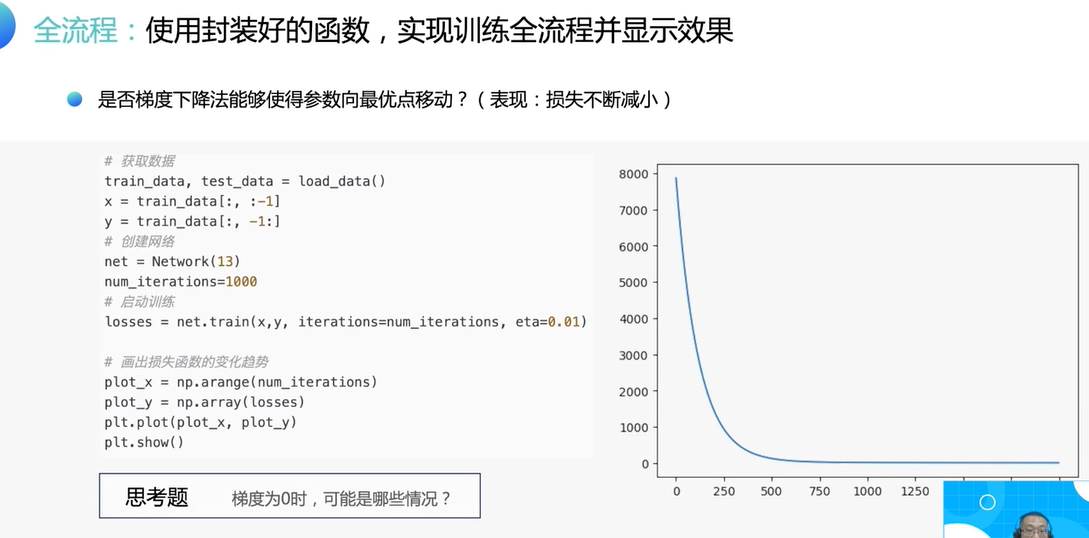 全流程：使用封装好的函数，实现训练全流程并显示效果
是否梯度下降法能够使得参数向最优点移动？（表现：损失不断减小）
# 获取数据
train_data, test_data = load_data()
x = train_data[:, :-1]
y = train_data[:, -1:]
# 创建网络
net = Network(13)
num_iterations=1000
# 启动训练
losses = net.train(x,y, iterations=num_iterations, eta=0.01)
# 画出损失函数的变化趋势
plot_x = np.arange(num_iterations)
plot_y = np.array(losses)
plt.plot(plot_x, plot_y)
plt.show()
思考题 梯度为0时，可能是哪些情况？
8000
7000
6000
5000
4000
3000
2000
1000
0
0 250 500 750 1000 1250